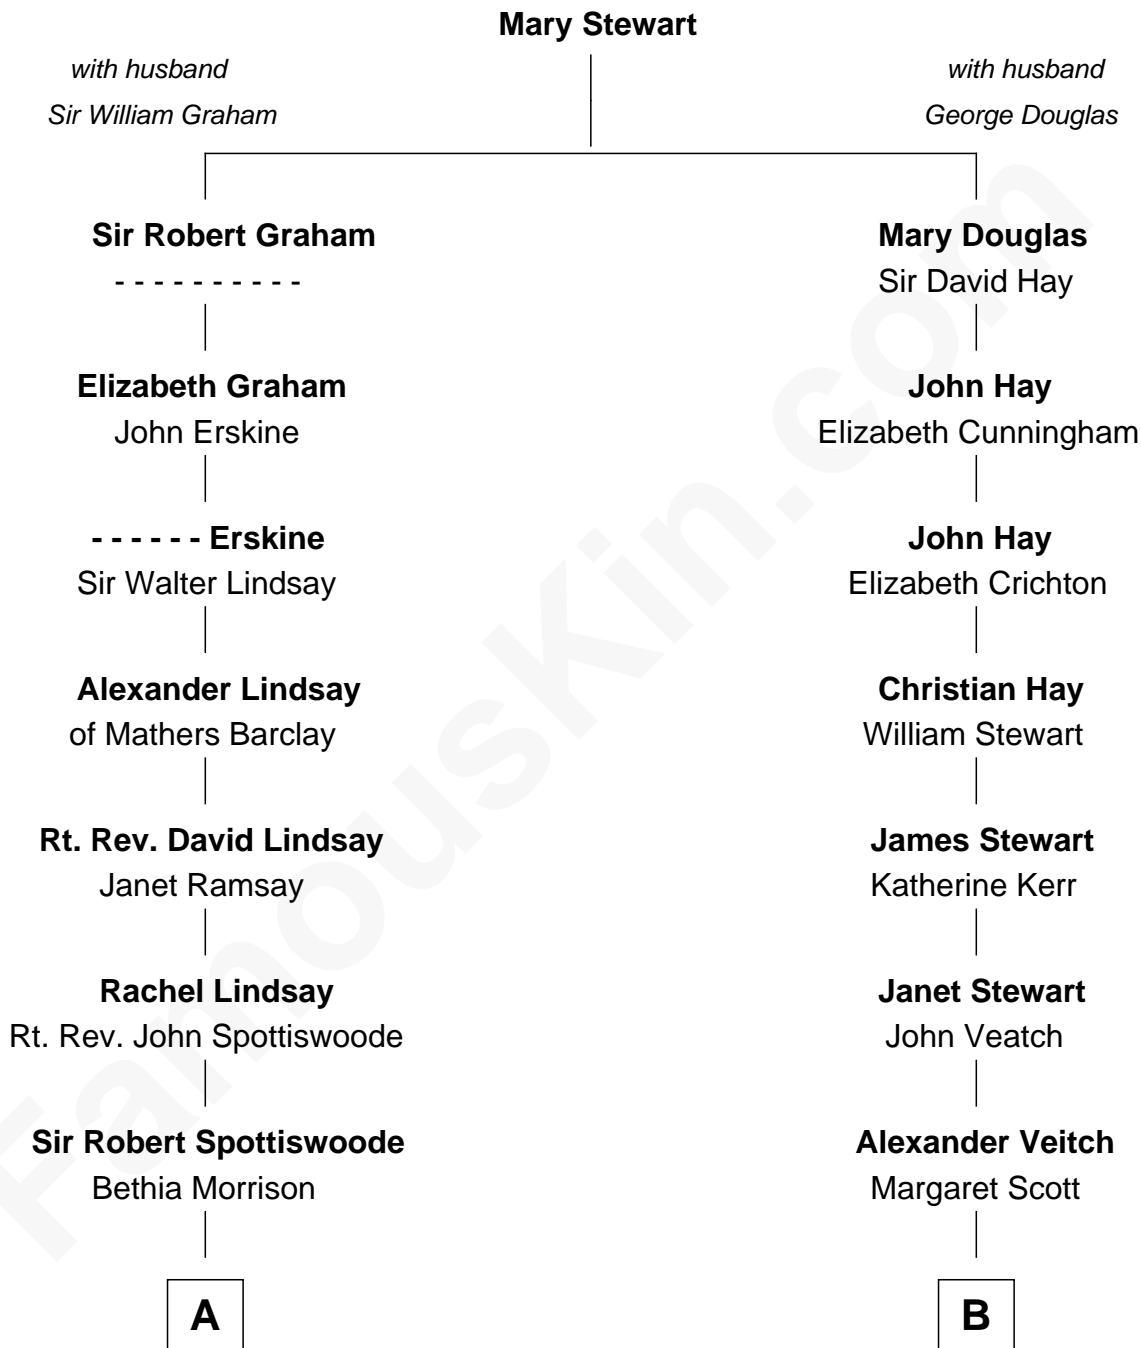 Mary Stewart
with husband
Sir William Graham
with husband
George Douglas
Sir Robert Graham
- - - - - - - - - -
Mary Douglas
Sir David Hay
Elizabeth Graham
John Erskine
John Hay
Elizabeth Cunningham
- - - - - - Erskine
Sir Walter Lindsay
John Hay
Elizabeth Crichton
Alexander Lindsay
of Mathers Barclay
Christian Hay
William Stewart
Rt. Rev. David Lindsay
Janet Ramsay
James Stewart
Katherine Kerr
Rachel Lindsay
Rt. Rev. John Spottiswoode
Janet Stewart
John Veatch
Sir Robert Spottiswoode
Bethia Morrison
Alexander Veitch
Margaret Scott
A
B
FamousKin.com